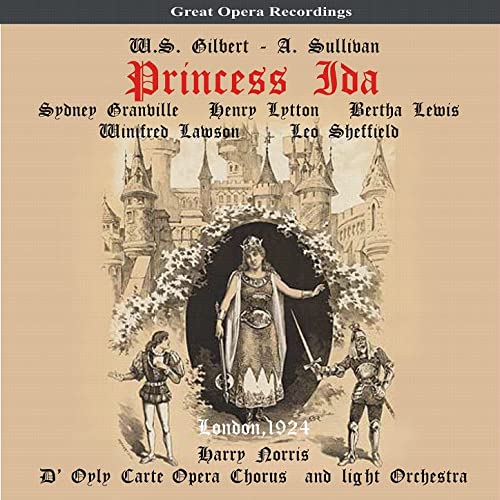 Great Opera Recordings
W.S. Gilbert - A. Sullivan
Princess Ida
Sydney Granville Henry Lytton Bertha Lewis
Winifred Lawson Leo Sheffield
London,1924
Harry Norris
D' Oyly Carte Opera Chorus and light Orchestra